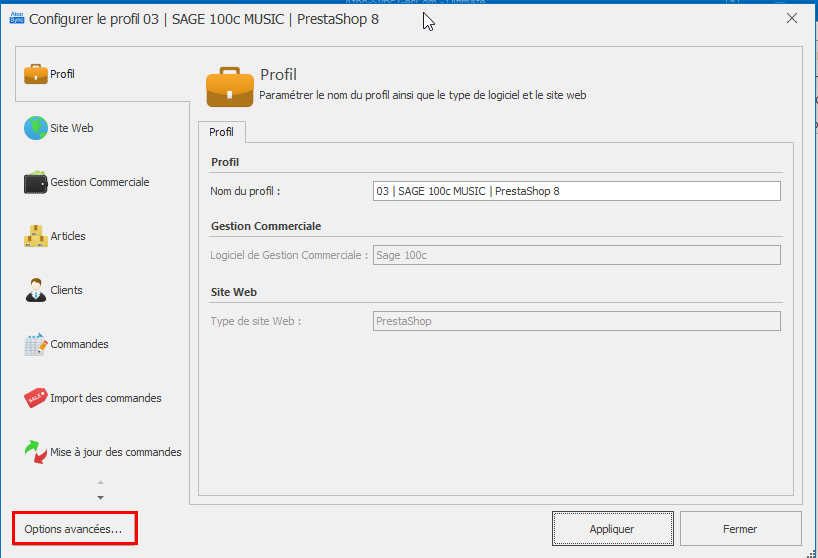 Atoo
Sync
Configurer le profil 03 | SAGE 100c MUSIC | PrestaShop 8
Profil
Site Web
Gestion Commerciale
Articles
Clients
Commandes
SALE
Import des commandes
Mise à jour des commandes
Options avancées...
Profil
Paramétrer le nom du profil ainsi que le type de logiciel et le site web
Profil
Profil
Nom du profil :
03 | SAGE 100c MUSIC | PrestaShop 8
Gestion Commerciale
Logiciel de Gestion Commerciale :
Sage 100c
Site Web
Type de site Web :
PrestaShop
Appliquer
Fermer